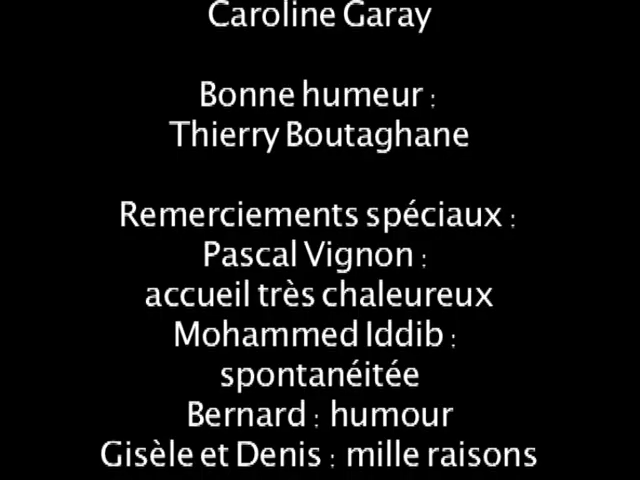 Caroline Garay
Bonne humeur :
Thierry Boutaghane
Remerciements spéciaux :
Pascal Vignon :
accueil très chaleureux
Mohammed Iddib :
spontanéitée
Bernard : humour
Gisèle et Denis : mille raisons